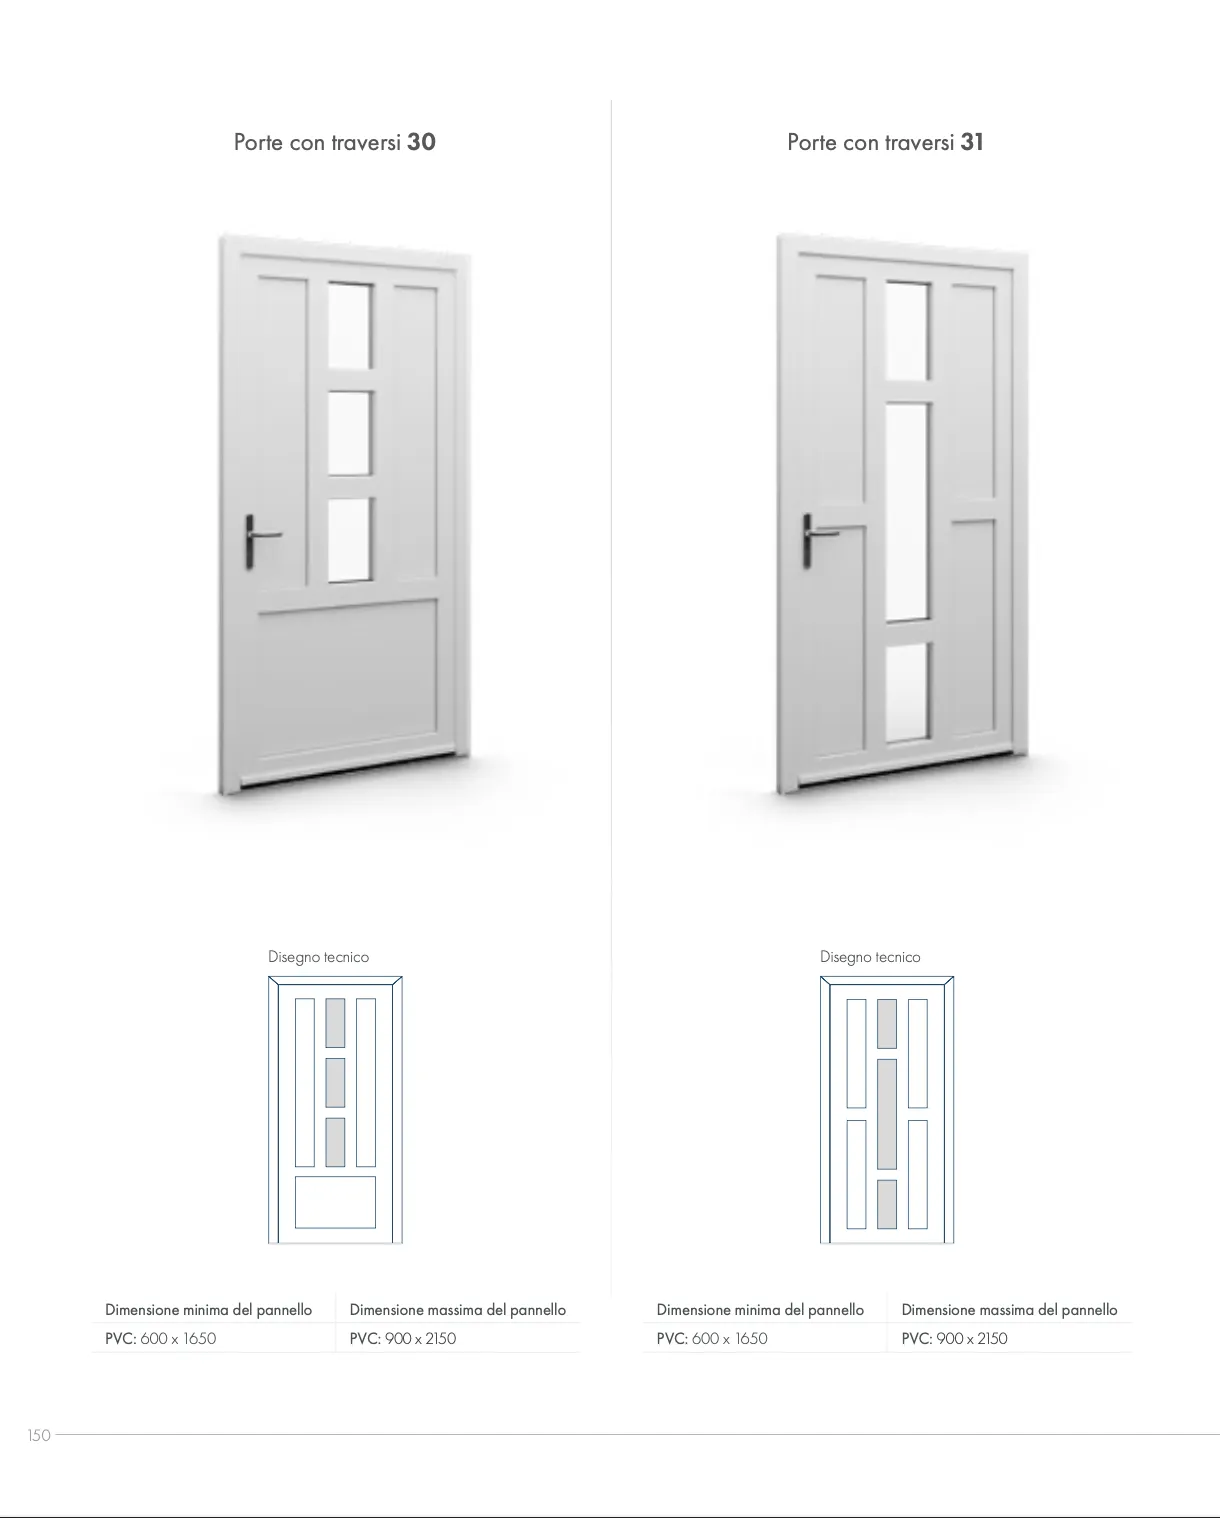 Porte con traversi 30
Disegno tecnico
Dimensione minima del pannello
Dimensione massima del pannello
PVC: 600 x 1650
PVC: 900 x 2150
Porte con traversi 31
Disegno tecnico
Dimensione minima del pannello
Dimensione massima del pannello
PVC: 600 x 1650
PVC: 900 x 2150
150